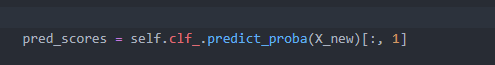 pred_scores = self.clf_.predict_proba(X_new)[:, 1]